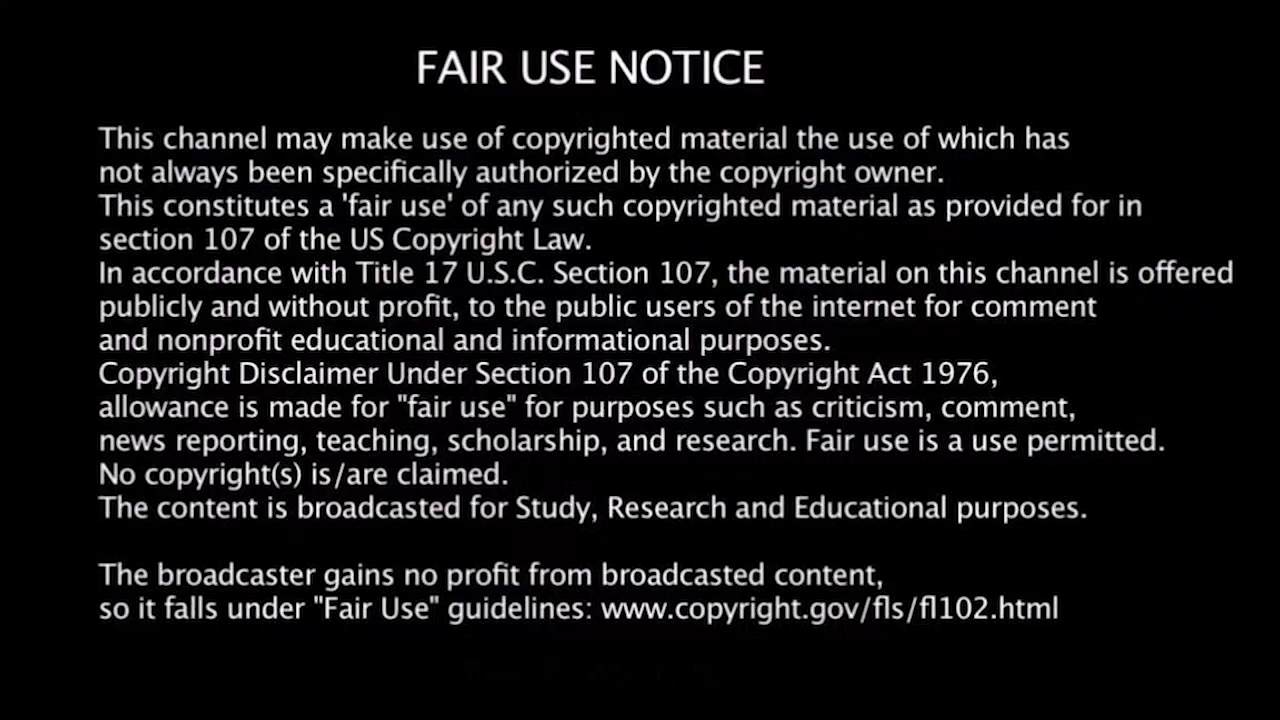 FAIR USE NOTICE
This channel may make use of copyrighted material the use of which has
not always been specifically authorized by the copyright owner.
This constitutes a 'fair use' of any such copyrighted material as provided for in
section 107 of the US Copyright Law.
In accordance with Title 17 U.S.C. Section 107, the material on this channel is offered
publicly and without profit, to the public users of the internet for comment
and nonprofit educational and informational purposes.
Copyright Disclaimer Under Section 107 of the Copyright Act 1976,
allowance is made for "fair use" for purposes such as criticism, comment,
news reporting, teaching, scholarship, and research. Fair use is a use permitted.
No copyright(s) is/are claimed.
The content is broadcasted for Study, Research and Educational purposes.
The broadcaster gains no profit from broadcasted content,
so it falls under "Fair Use" guidelines: www.copyright.gov/fls/fl102.html